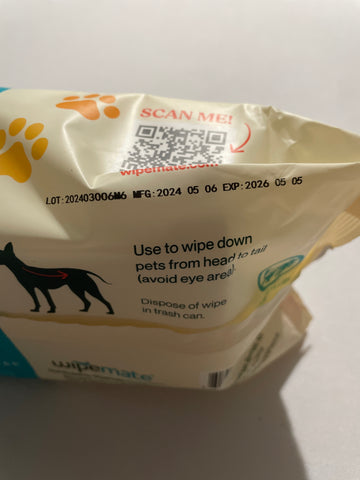 SCAN ME!
wipemate.com
LOT:202403006M6 MFG:2024 05 06 EXP:2026 05 05
Use to wipe down
pets from head to tail
(avoid eye area).
Dispose of wipe
in trash can.
wipemate